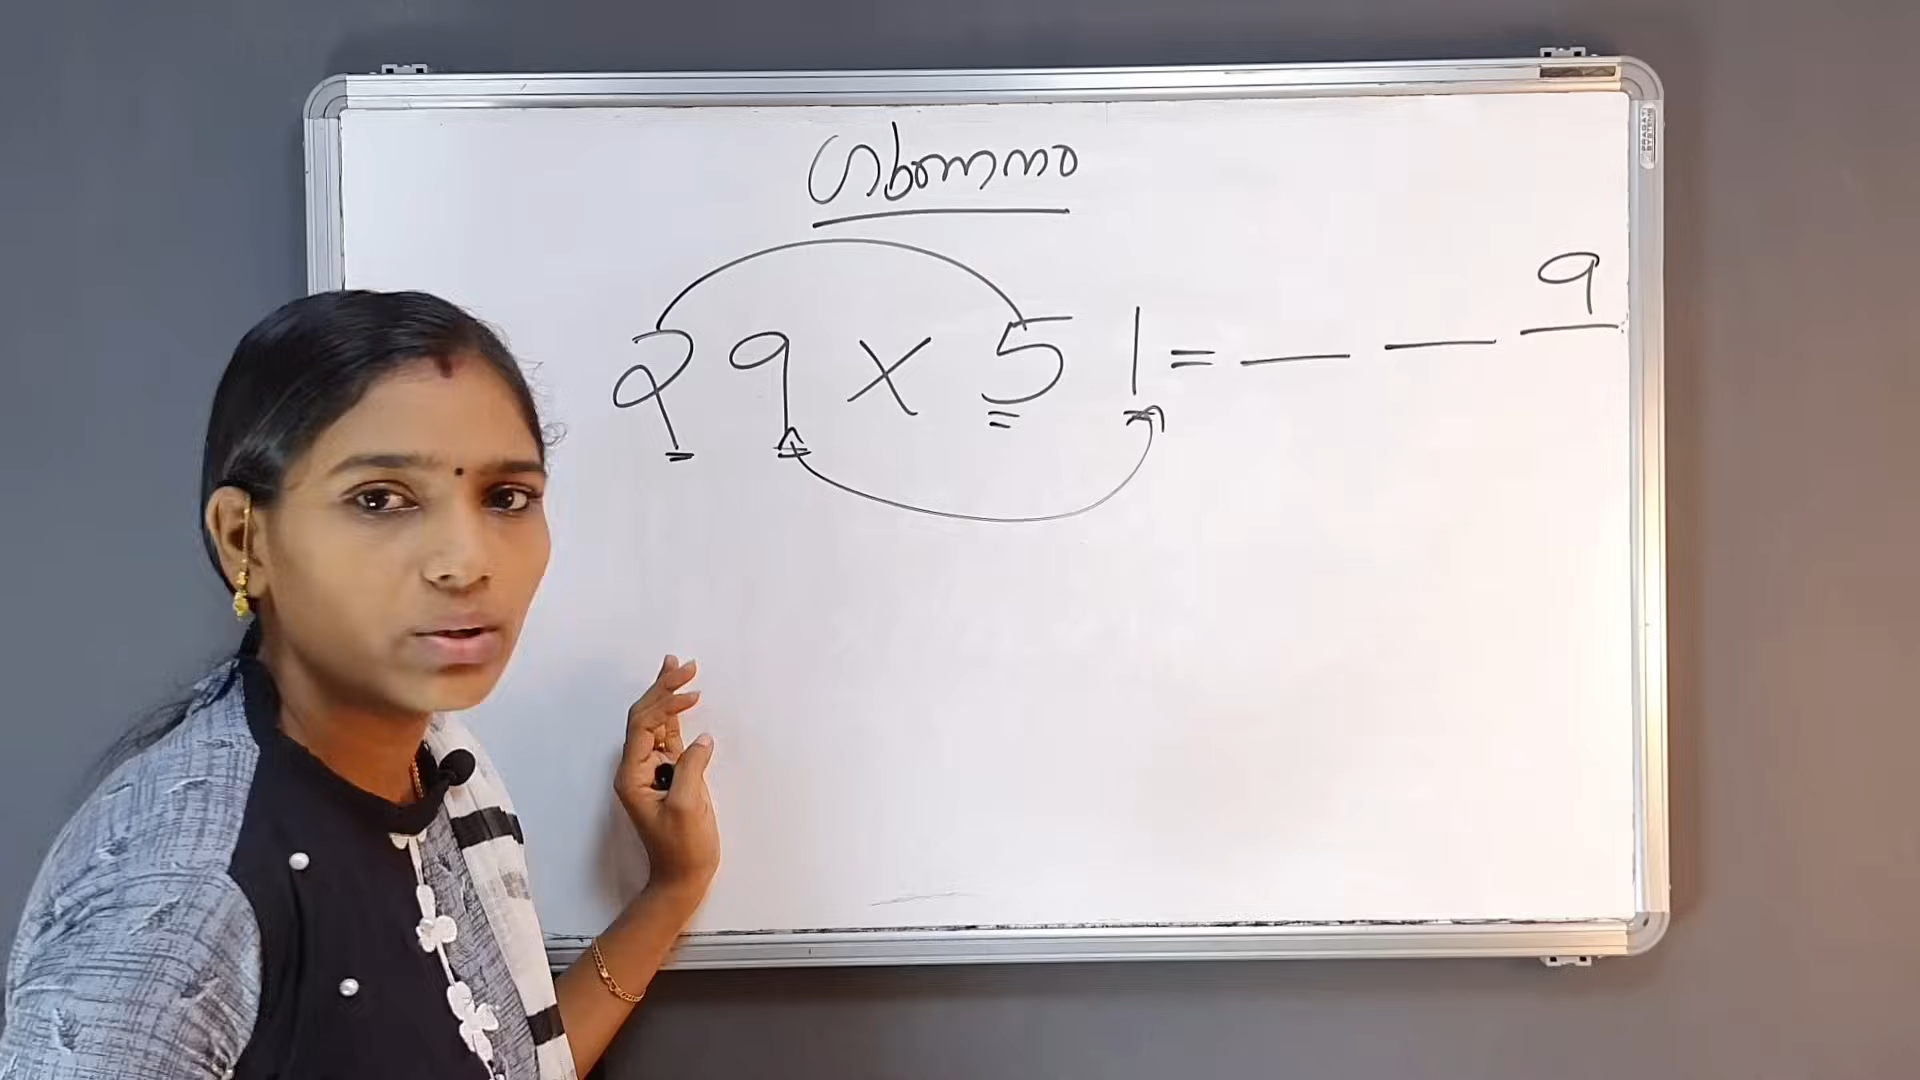 ഗുണനം
29 × 51 = _ _ 9